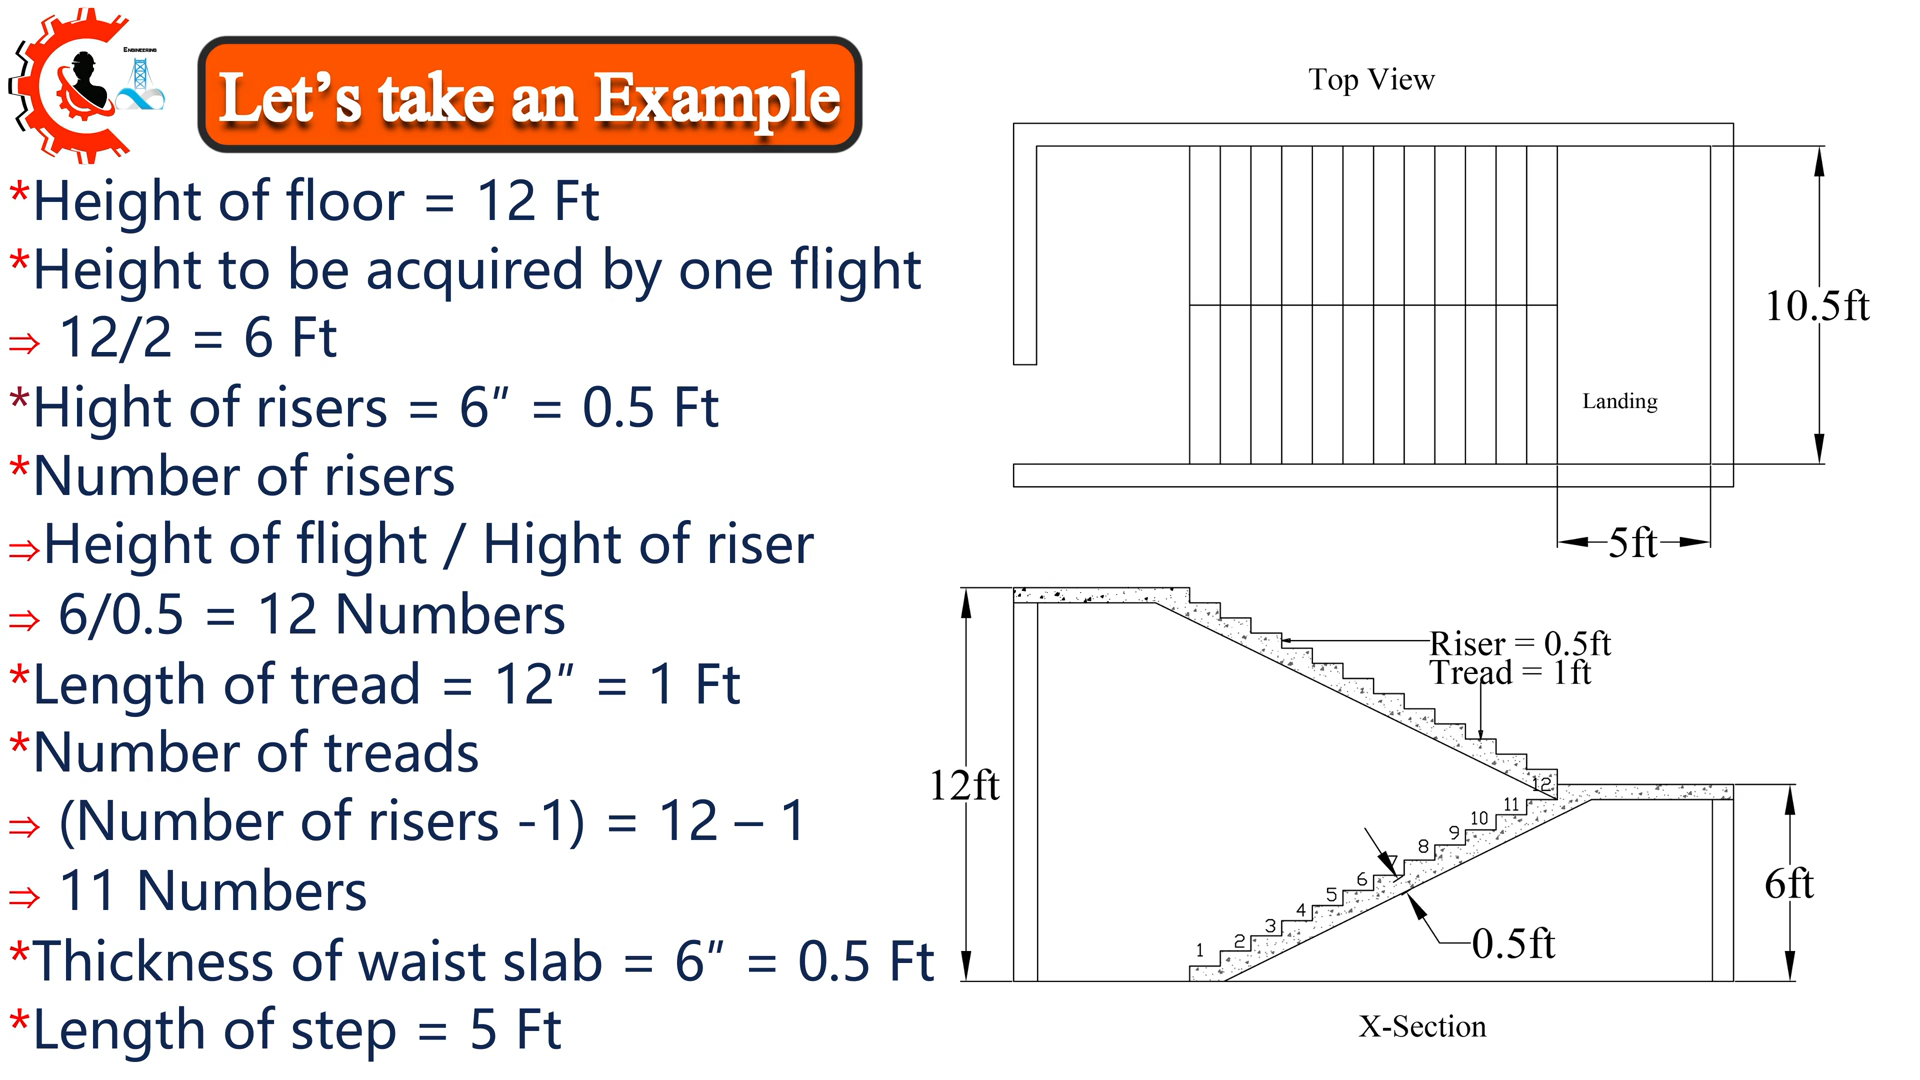 ENGINEERING
Let's take an Example
*Height of floor = 12 Ft
*Height to be acquired by one flight
⇒ 12/2 = 6 Ft
*Hight of risers = 6″ = 0.5 Ft
*Number of risers
⇒Height of flight / Hight of riser
⇒ 6/0.5 = 12 Numbers
*Length of tread = 12″ = 1 Ft
*Number of treads
⇒ (Number of risers -1) = 12 – 1
⇒ 11 Numbers
*Thickness of waist slab = 6″ = 0.5 Ft
*Length of step = 5 Ft
Top View
10.5ft
Landing
5ft
Riser = 0.5ft
Tread = 1ft
12ft
12
11
10
9
8
7
6
5
4
3
2
1
6ft
0.5ft
X-Section